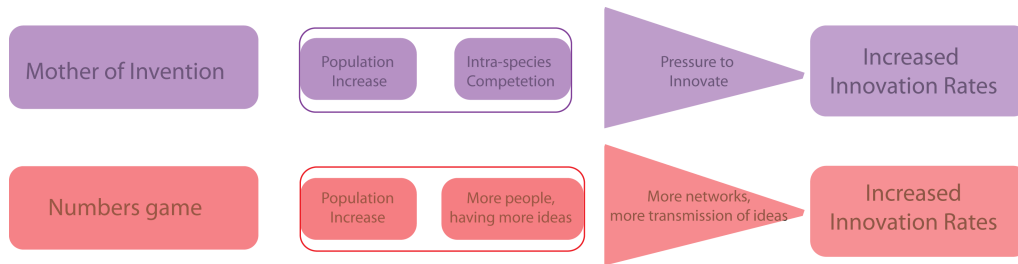 Mother of Invention
Population
Increase
Intra-species
Competetion
Pressure to
Innovate
Increased
Innovation Rates
Numbers game
Population
Increase
More people,
having more ideas
More networks,
more transmission of ideas
Increased
Innovation Rates